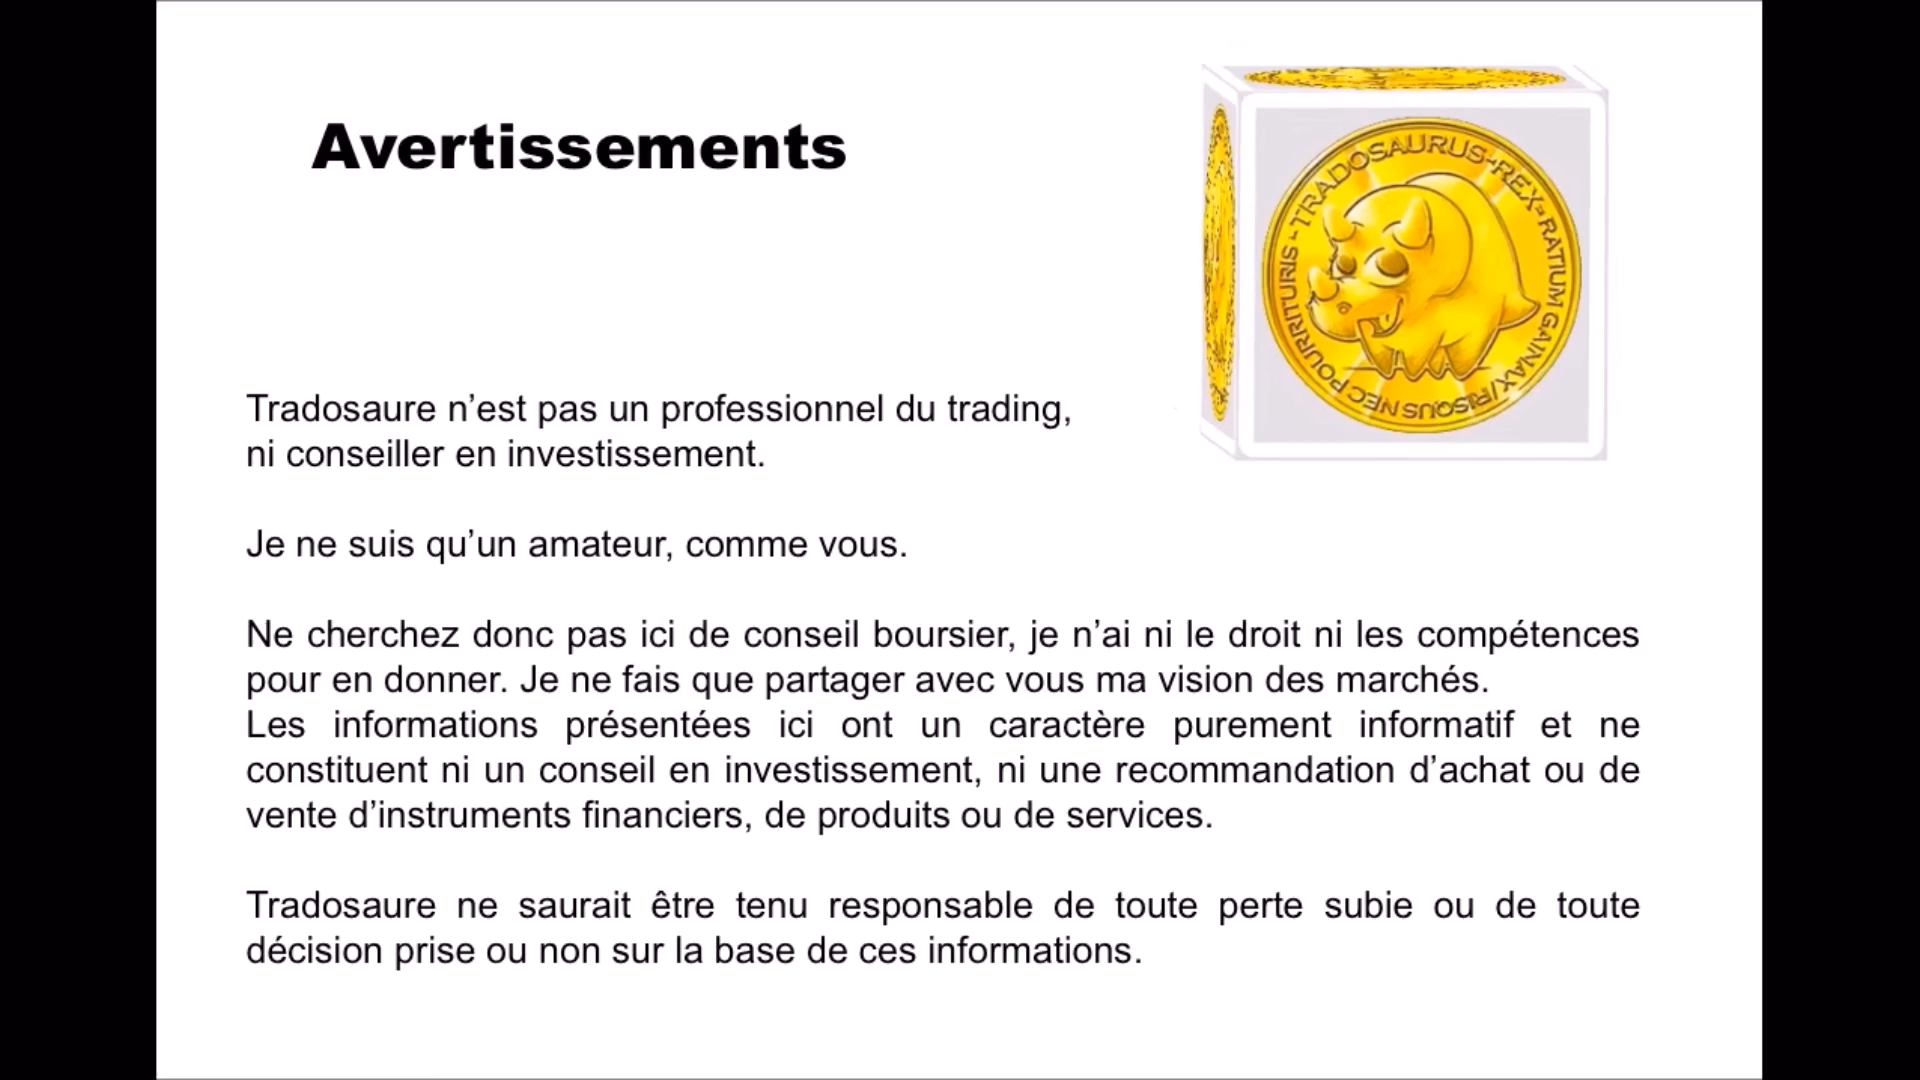 Avertissements
TRADOSAURUS-REX-RATIUM GAINAX/RISQUS NEC POURRITURIS -
Tradosaure n’est pas un professionnel du trading,
ni conseiller en investissement.
Je ne suis qu’un amateur, comme vous.
Ne cherchez donc pas ici de conseil boursier, je n’ai ni le droit ni les compétences
pour en donner. Je ne fais que partager avec vous ma vision des marchés.
Les informations présentées ici ont un caractère purement informatif et ne
constituent ni un conseil en investissement, ni une recommandation d’achat ou de
vente d’instruments financiers, de produits ou de services.
Tradosaure ne saurait être tenu responsable de toute perte subie ou de toute
décision prise ou non sur la base de ces informations.